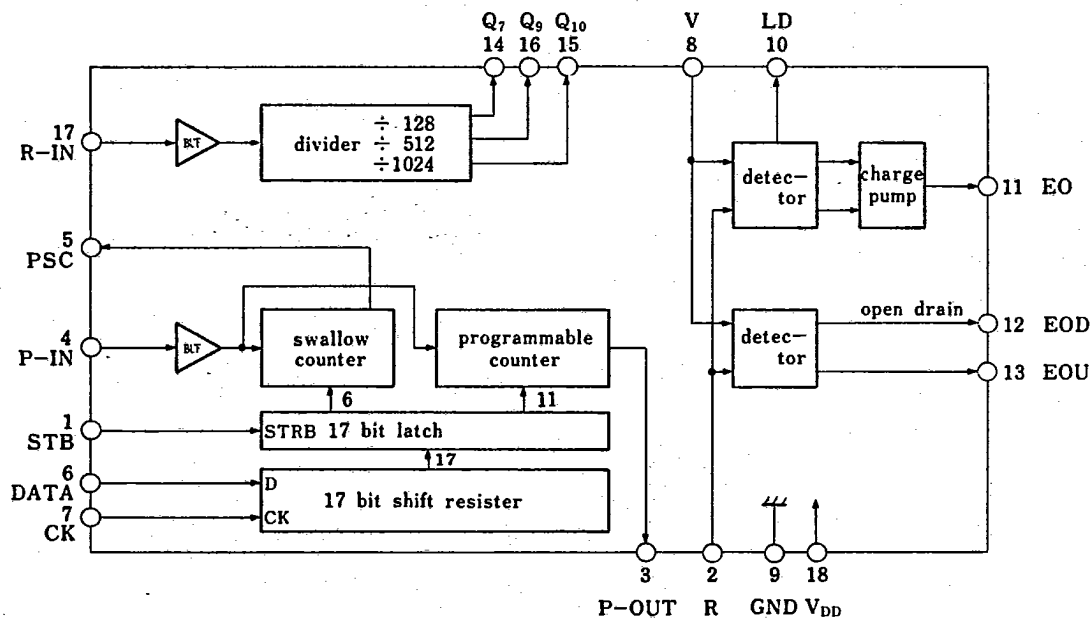 Q7 Q9 Q10 V LD
14 16 15 8 10
17
R-IN
BUF
divider ÷ 128
÷ 512
÷1024
detec-
tor
charge
pump
11 EO
5
PSC
4
P-IN
BUF
swallow
counter
programmable
counter
detec-
tor
open drain
12 EOD
13 EOU
6 11
1
STB
STRB 17 bit latch
17
6
DATA
D
17 bit shift resister
7
CK
CK
3 2 9 18
P-OUT R GND VDD